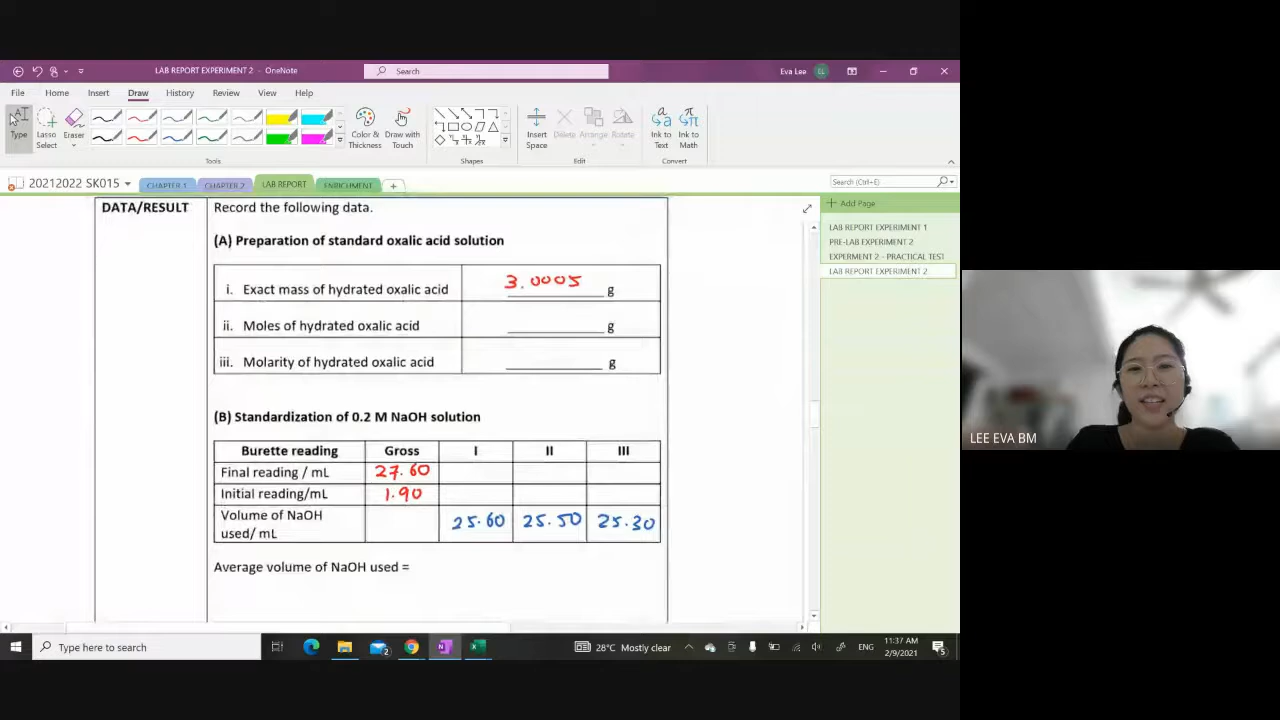 LAB REPORT EXPERIMENT 2 - OneNote
Search
Eva Lee
EL
File Home Insert Draw History Review View Help
Type
Lasso Select
Eraser
Color & Thickness
Draw with Touch
Insert Space
Delete
Arrange
Rotate
Ink to Text
Ink to Math
Tools
Shapes
Edit
Convert
20212022 SK015
CHAPTER 1
CHAPTER 2
LAB REPORT
ENRICHMENT
Search (Ctrl+E)
Add Page
LAB REPORT EXPERIMENT 1
PRE-LAB EXPERIMENT 2
EXPERMENT 2 - PRACTICAL TEST
LAB REPORT EXPERIMENT 2
DATA/RESULT
Record the following data.
(A) Preparation of standard oxalic acid solution
i. Exact mass of hydrated oxalic acid 3.0005 g
ii. Moles of hydrated oxalic acid g
iii. Molarity of hydrated oxalic acid g
(B) Standardization of 0.2 M NaOH solution
Burette reading Gross I II III
Final reading / mL 27.60
Initial reading/mL 1.90
Volume of NaOH used/ mL 25.60 25.50 25.30
Average volume of NaOH used =
LEE EVA BM
Type here to search
2
28°C Mostly clear
ENG
11:37 AM
2/9/2021
5